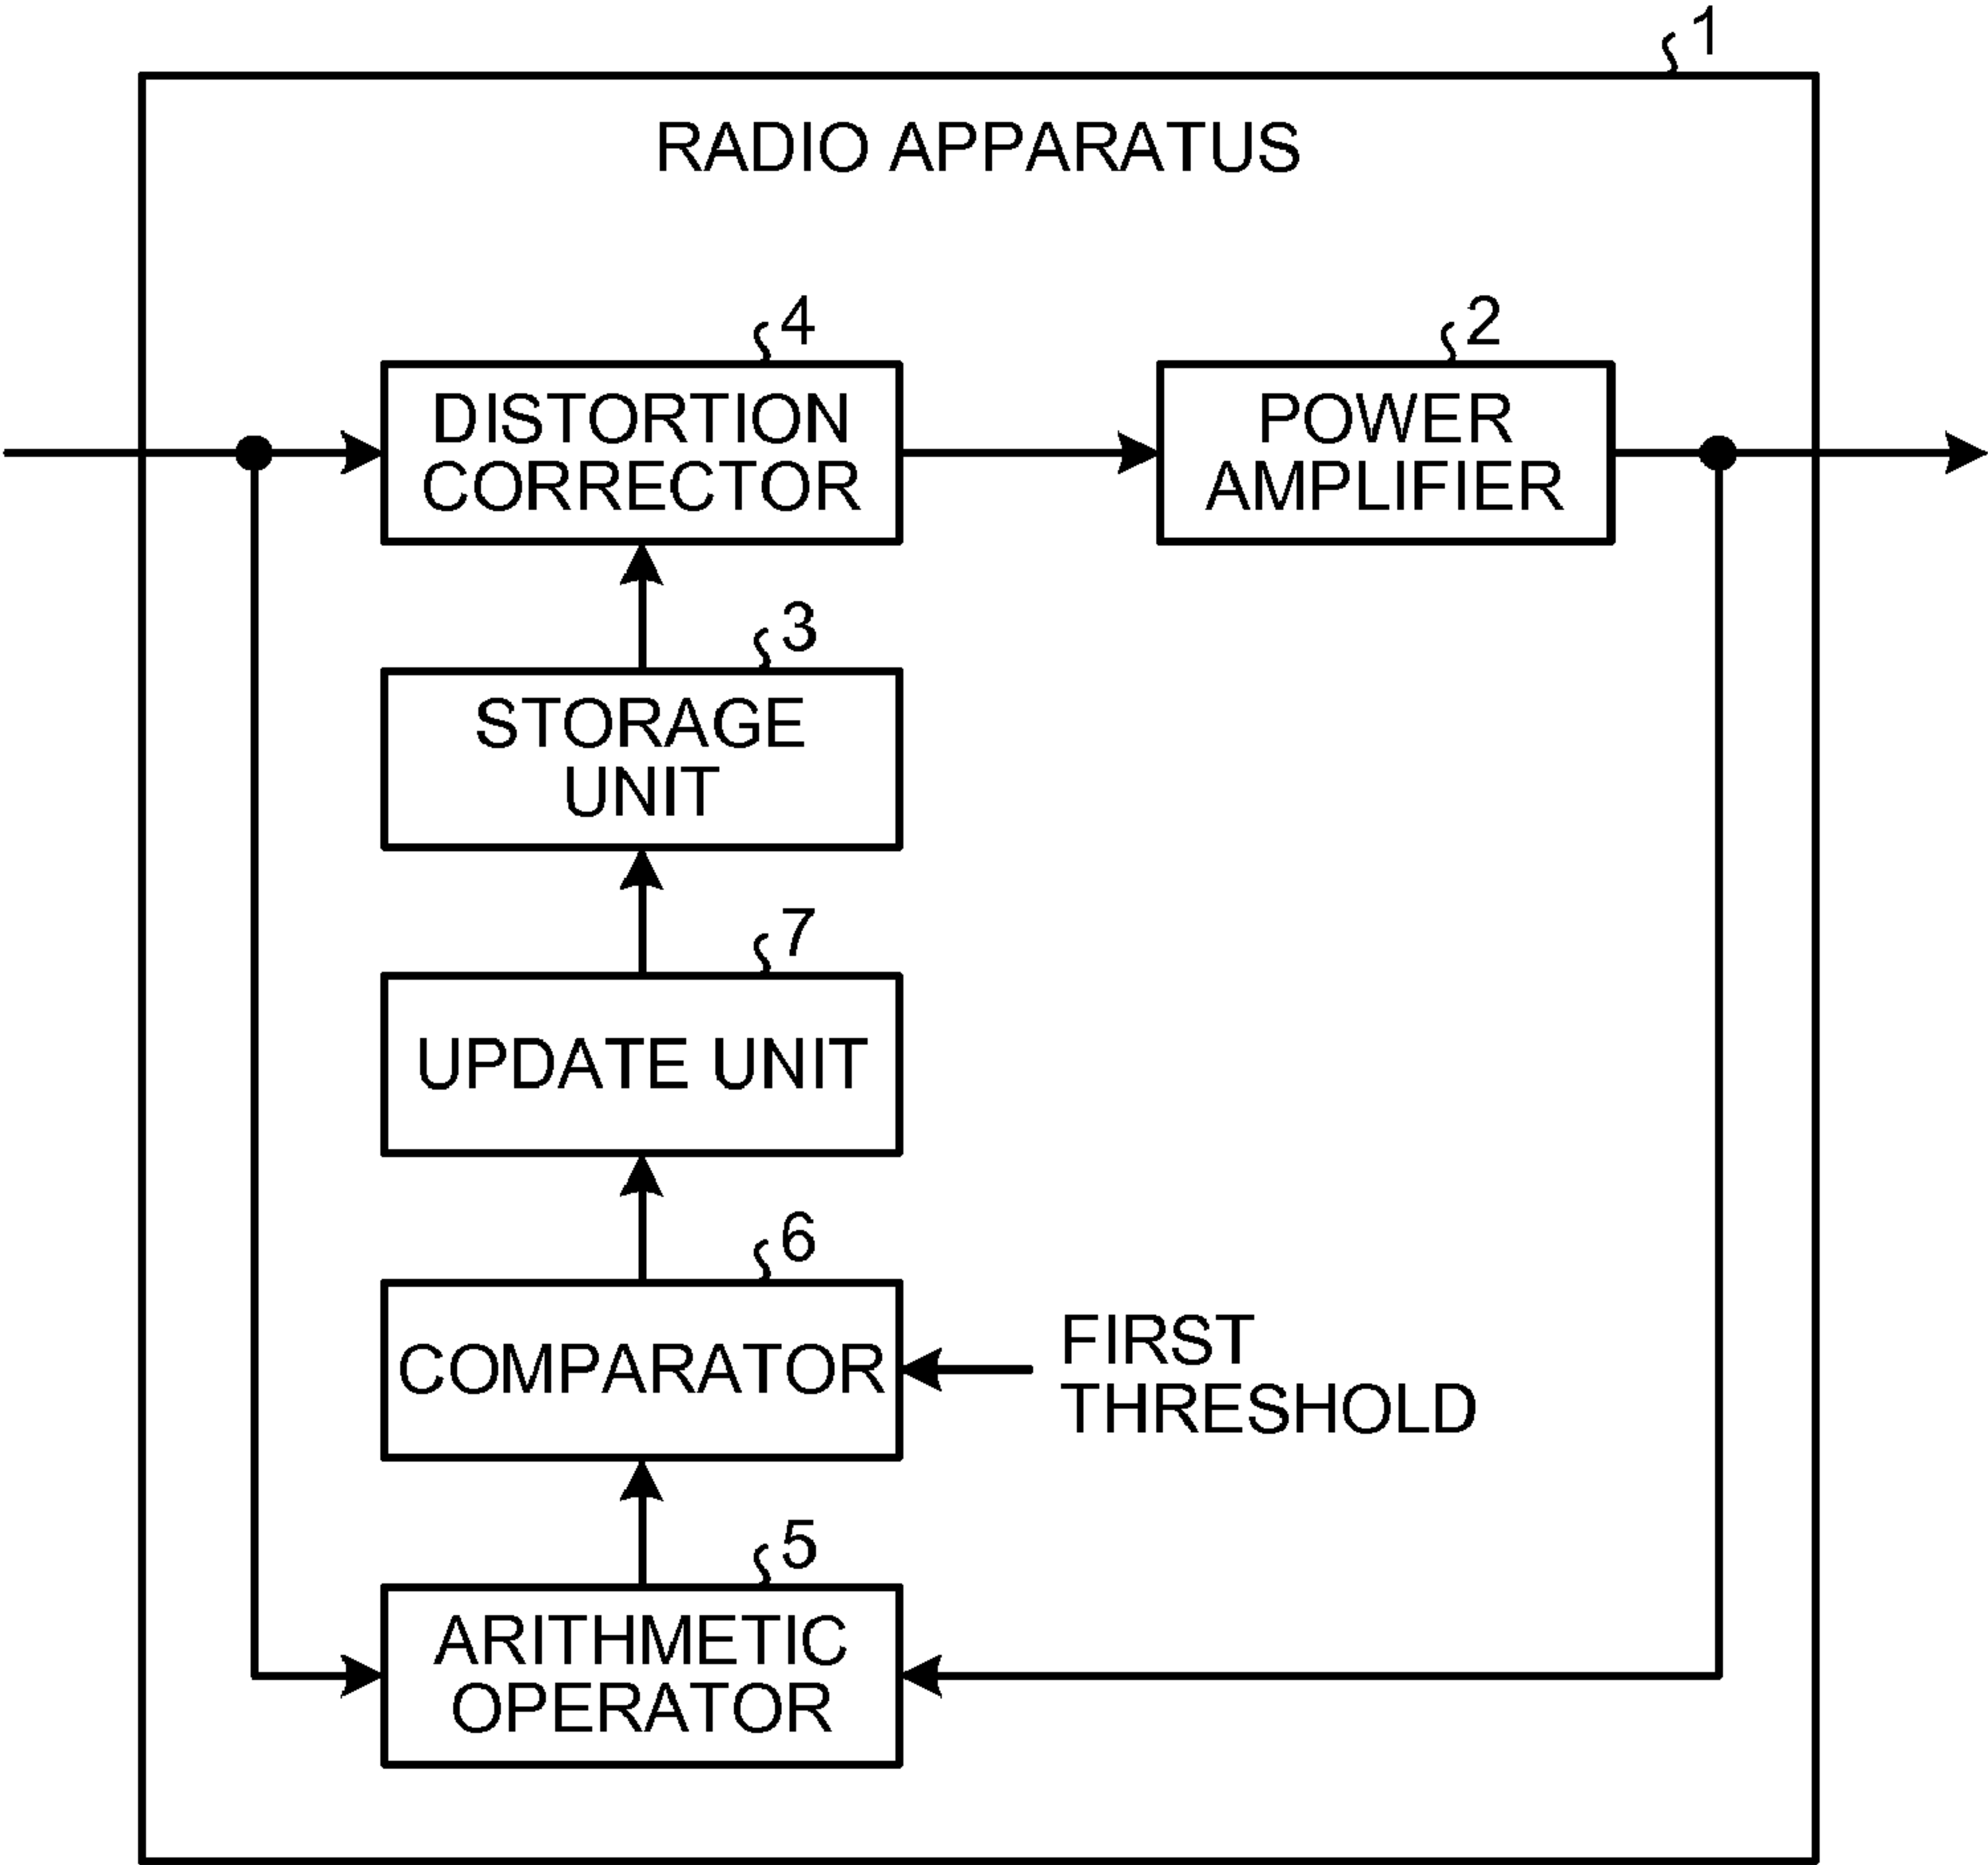 1
RADIO APPARATUS
4
2
DISTORTION
CORRECTOR
POWER
AMPLIFIER
3
STORAGE
UNIT
7
UPDATE UNIT
6
COMPARATOR
FIRST
THRESHOLD
5
ARITHMETIC
OPERATOR